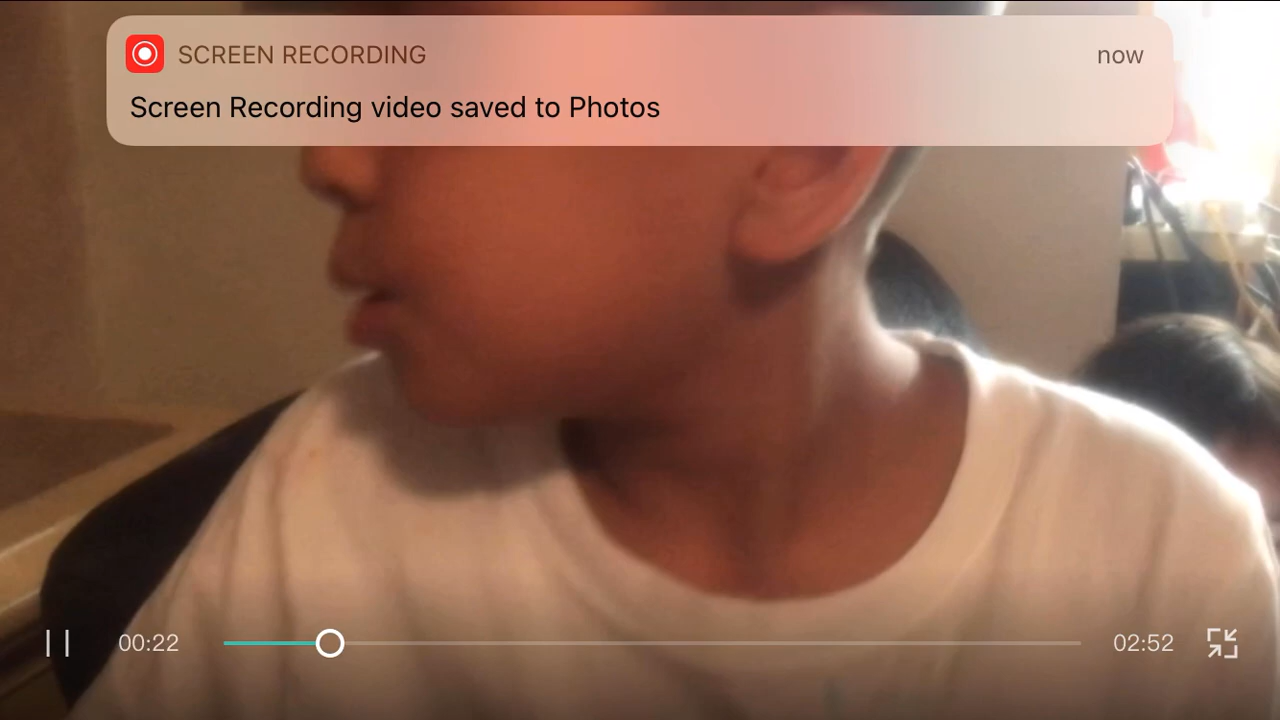 SCREEN RECORDING
now
Screen Recording video saved to Photos
00:22
02:52